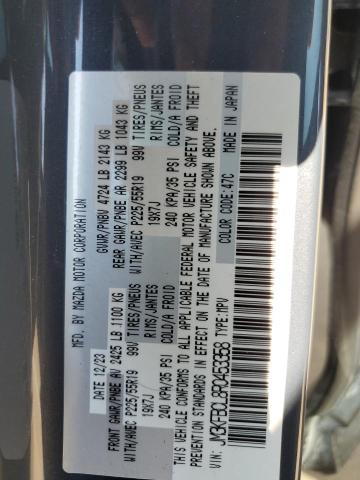 MFD. BY MAZDA MOTOR CORPORATION
DATE 12/23 GVWR/PNBV 4724 LB 2143 KG
FRONT GAWR/PNBE AV 2425 LB 1100 KG REAR GAWR/PNBE AR 2299 LB 1043 KG
WITH/AVEC P225/55R19 99V TIRES/PNEUS WITH/AVEC P225/55R19 99V TIRES/PNEUS
19X7J RIMS/JANTES 19X7J RIMS/JANTES
240 KPA/35 PSI COLD/A FROID 240 KPA/35 PSI COLD/A FROID
THIS VEHICLE CONFORMS TO ALL APPLICABLE FEDERAL MOTOR VEHICLE SAFETY AND THEFT
PREVENTION STANDARDS IN EFFECT ON THE DATE OF MANUFACTURE SHOWN ABOVE.
JM3KFBCL8R0453358 TYPE:MPV COLOR CODE:47C MADE IN JAPAN
VIN: